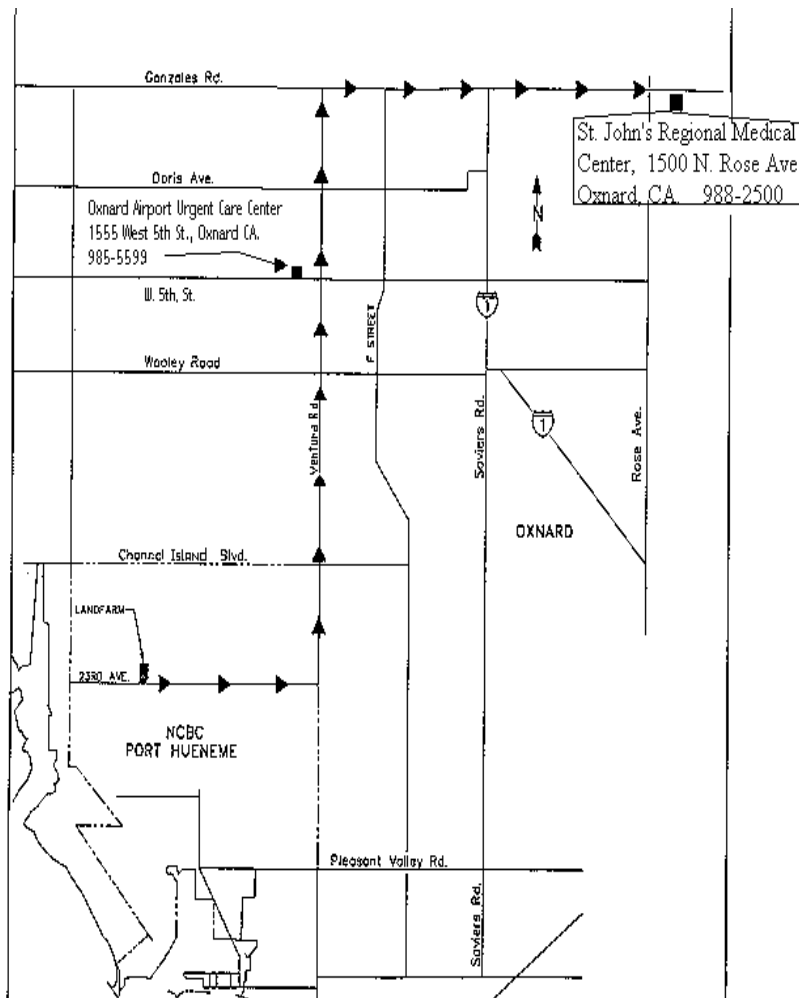 Gonzales Rd.
St. John's Regional Medical
Center, 1500 N. Rose Ave
Oxnard, CA. 988-2500
Doris Ave.
N
Oxnard Airport Urgent Care Center
1555 West 5th St., Oxnard CA.
985-5599
W. 5th, St.
1
F STREET
Wooley Road
Ventura Rd
Saviers Rd.
1
Rose Ave.
OXNARD
Channel Island Blvd.
LANDFARM
23RD AVE.
NCBC
PORT HUENEME
Pleasant Valley Rd.
Saviers Rd.